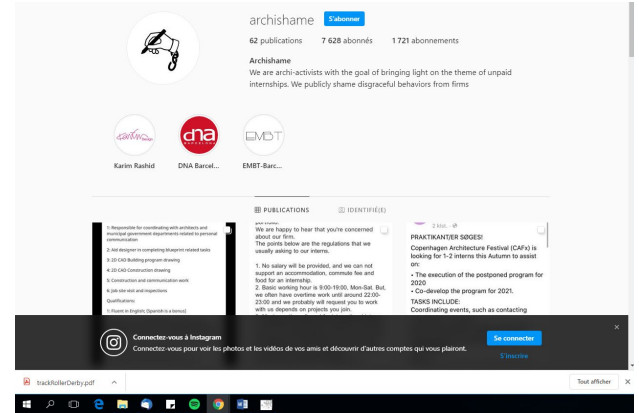 archishame S'abonner
62 publications 7 628 abonnés 1 721 abonnements
Archishame
We are archi-activists with the goal of bringing light on the theme of unpaid
internships. We publicly shame disgraceful behaviors from firms
dna
BARCELONA
EMBT
Karim Rashid DNA Barcel... EMBT-Barc...
PUBLICATIONS IDENTIFIÉ(E)
1: Responsible for coordinating with architects and
municipal government departments related to personal
communication
2: Aid designer in completing blueprint related tasks
3: 2D CAD Building program drawing
4: 2D CAD Construction drawing
5: Construction and communication work
6: Job site visit and inspections
Qualifications:
1: Fluent in English; (Spanish is a bonus)
We are happy to hear that you're concerned
about our firm.
The points below are the regulations that we
usually asking to our interns.
1. No salary will be provided, and we can not
support an accommodation, commute fee and
food for an internship.
2. Basic working hour is 9:00-19:00, Mon-Sat. But,
we often have overtime work until around 22:00-
23:00 and we probably will request you to work
with us depends on projects you join.
PRAKTIKANT/ER SØGES!
Copenhagen Architecture Festival (CAFx) is
looking for 1-2 interns this Autumn to assist
on:
• The execution of the postponed program for
2020
• Co-develop the program for 2021.
TASKS INCLUDE:
Coordinating events, such as contacting
Connectez-vous à Instagram
Connectez-vous pour voir les photos et les vidéos de vos amis et découvrir d'autres comptes qui vous plairont.
Se connecter
S'inscrire
trackRollerDerby.pdf
Tout afficher